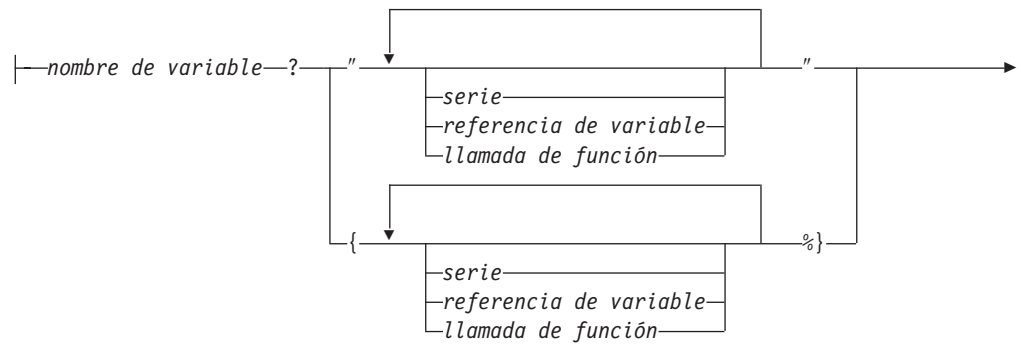 nombre de variable ? " "
serie
referencia de variable
llamada de función
{ %}
serie
referencia de variable
llamada de función